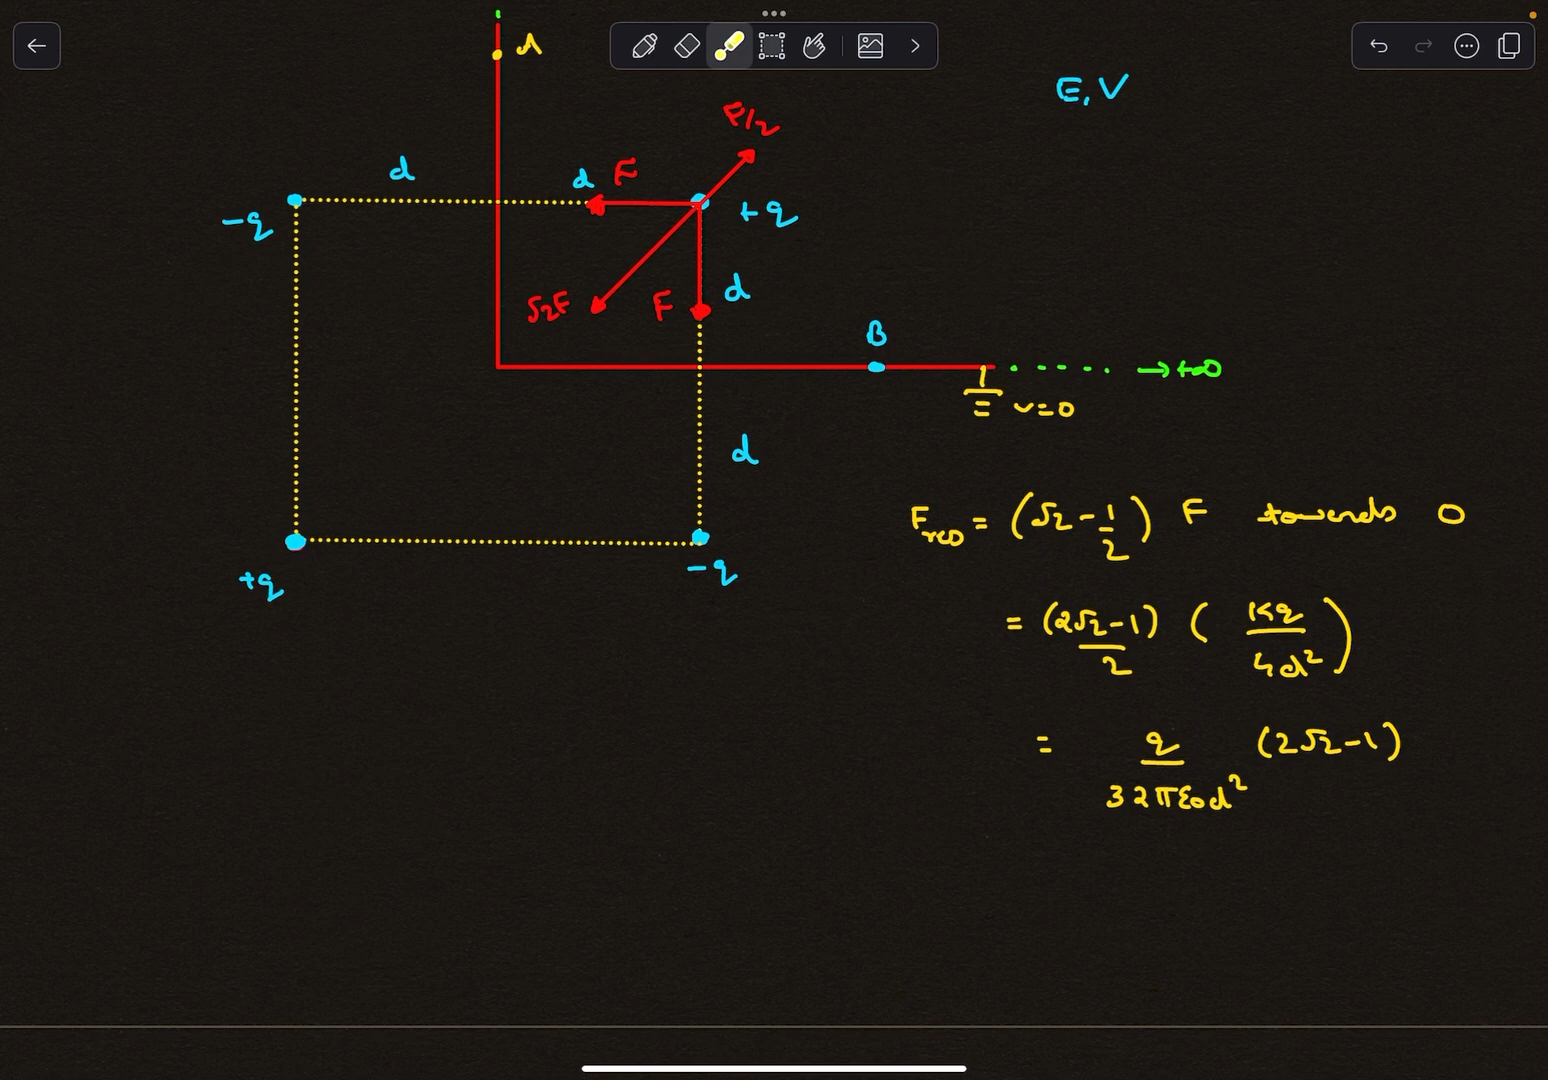 A
E, V
F/2
d
d F
-q
+q
√2F
F
d
B
→ +∞
v=0
d
+q
-q
F_res = (√2 - 1/2) F towards O
= (2√2-1)/2 (Kq/4d²)
= q/32πε₀d² (2√2-1)